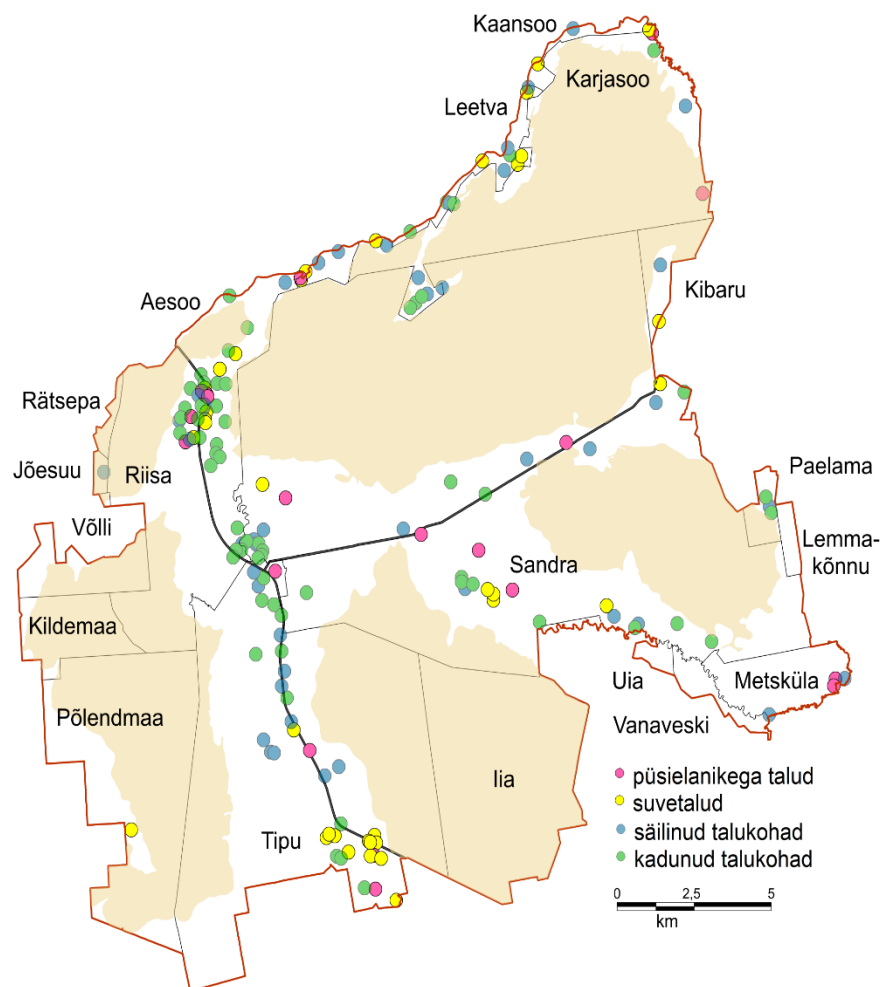 Kaansoo
Karjasoo
Leetva
Kibaru
Aesoo
Rätsepa
Jõesuu
Riisa
Paelama
Võlli
Lemma-
kõnnu
Sandra
Kildemaa
Uia
Metsküla
Põlendmaa
Vanaveski
Iia
püsielanikega talud
suvetalud
Tipu
säilinud talukohad
kadunud talukohad
0 2,5 5
km